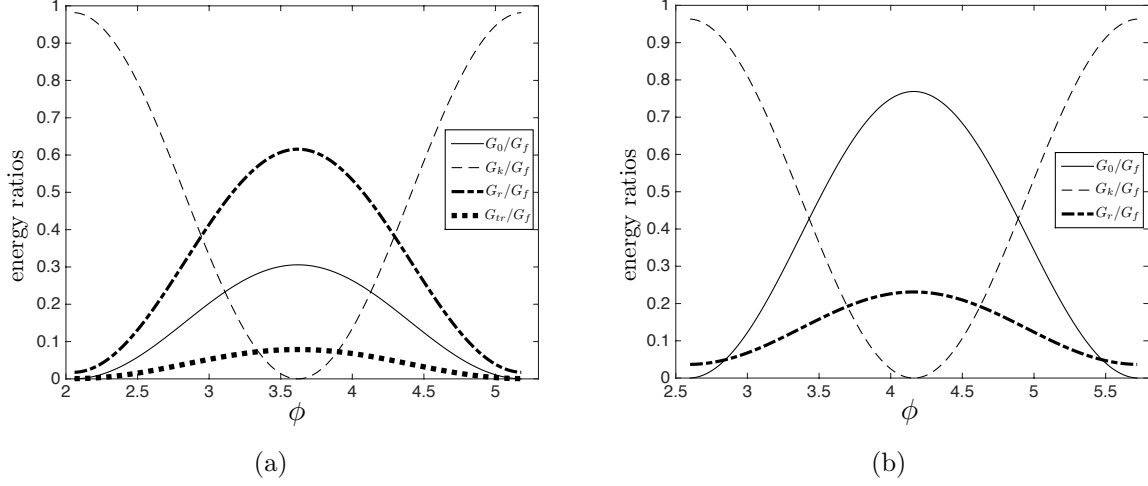 energy ratios
1
0.9
0.8
0.7
0.6
0.5
0.4
0.3
0.2
0.1
0
2 2.5 3 3.5 4 4.5 5
ϕ
G_0/G_f
G_k/G_f
G_r/G_f
G_{tr}/G_f
(a)
energy ratios
1
0.9
0.8
0.7
0.6
0.5
0.4
0.3
0.2
0.1
0
2.5 3 3.5 4 4.5 5 5.5
ϕ
G_0/G_f
G_k/G_f
G_r/G_f
(b)